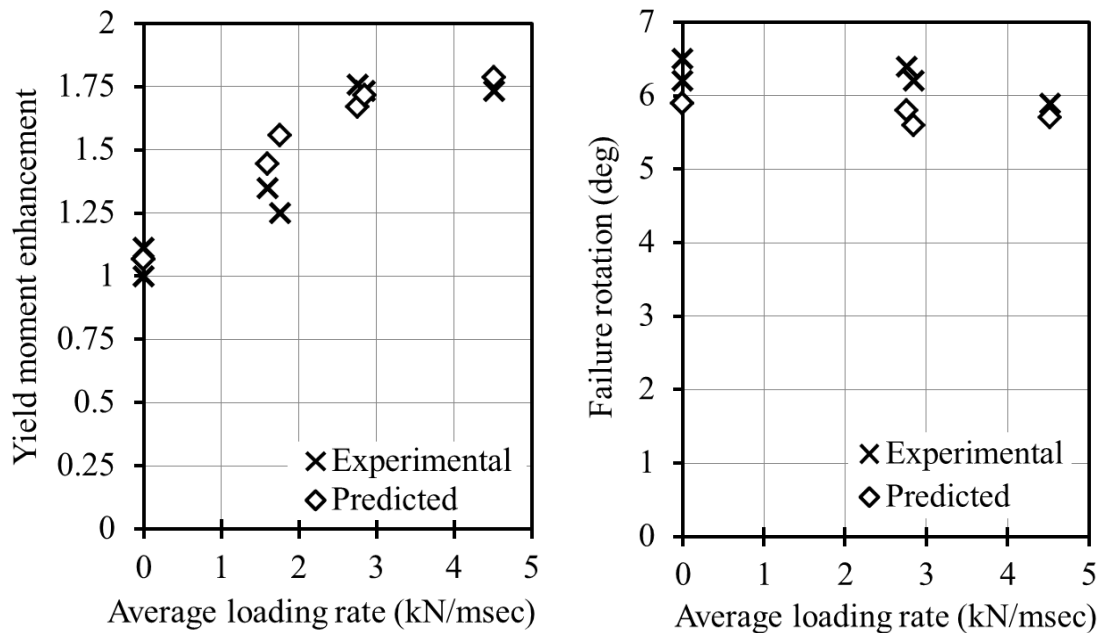 Yield moment enhancement
2
1.75
1.5
1.25
1
0.75
0.5
0.25
0
Experimental
Predicted
0 1 2 3 4 5
Average loading rate (kN/msec)
Failure rotation (deg)
7
6
5
4
3
2
1
0
Experimental
Predicted
0 1 2 3 4 5
Average loading rate (kN/msec)